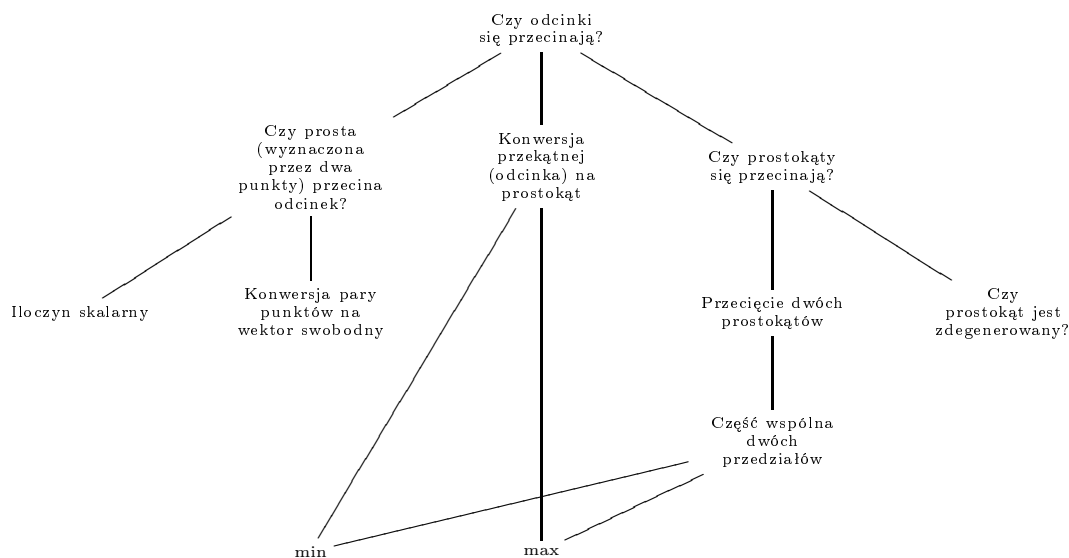 Czy odcinki
się przecinają?
Czy prosta
(wyznaczona
przez dwa
punkty) przecina
odcinek?
Konwersja
przekątnej
(odcinka) na
prostokąt
Czy prostokąty
się przecinają?
Iloczyn skalarny
Konwersja pary
punktów na
wektor swobodny
Przecięcie dwóch
prostokątów
Czy
prostokąt jest
zdegenerowany?
Część wspólna
dwóch
przedziałów
min
max